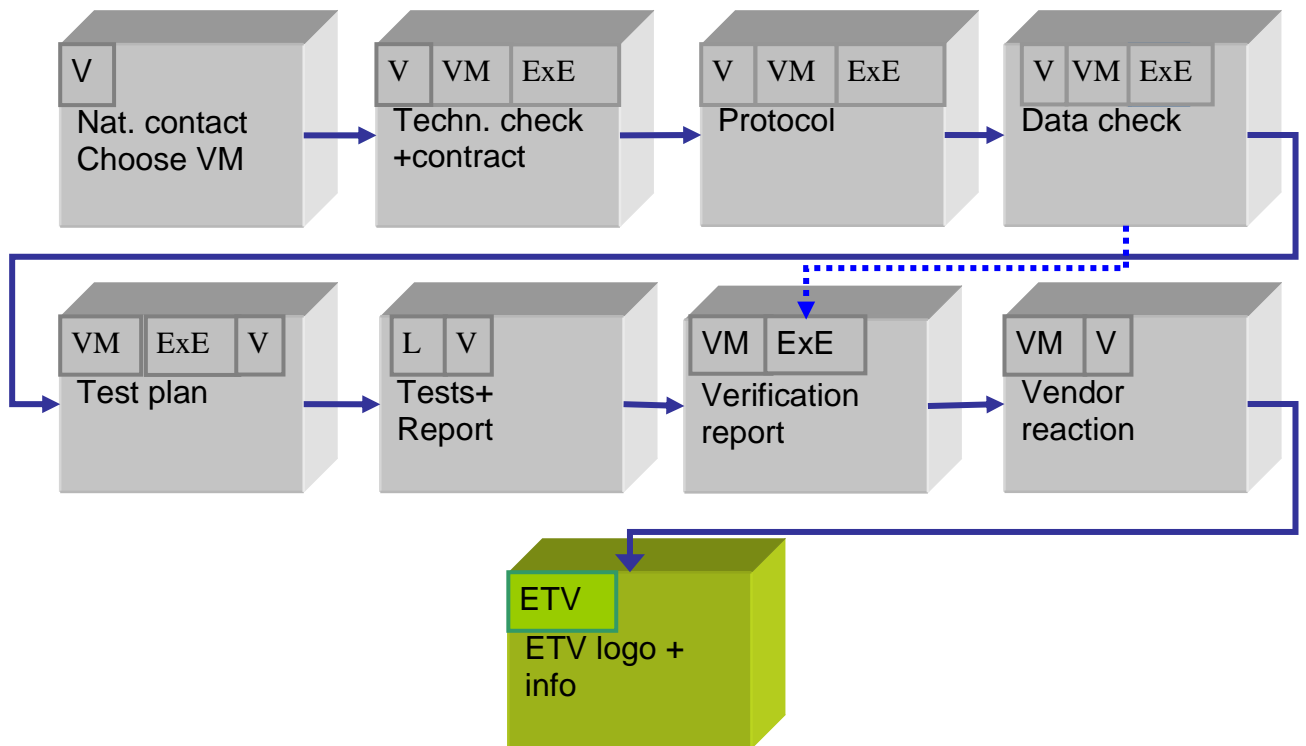 V
Nat. contact
Choose VM
V VM ExE
Techn. check
+contract
V VM ExE
Protocol
V VM ExE
Data check
VM ExE V
Test plan
L V
Tests+
Report
VM ExE
Verification
report
VM V
Vendor
reaction
ETV
ETV logo +
info